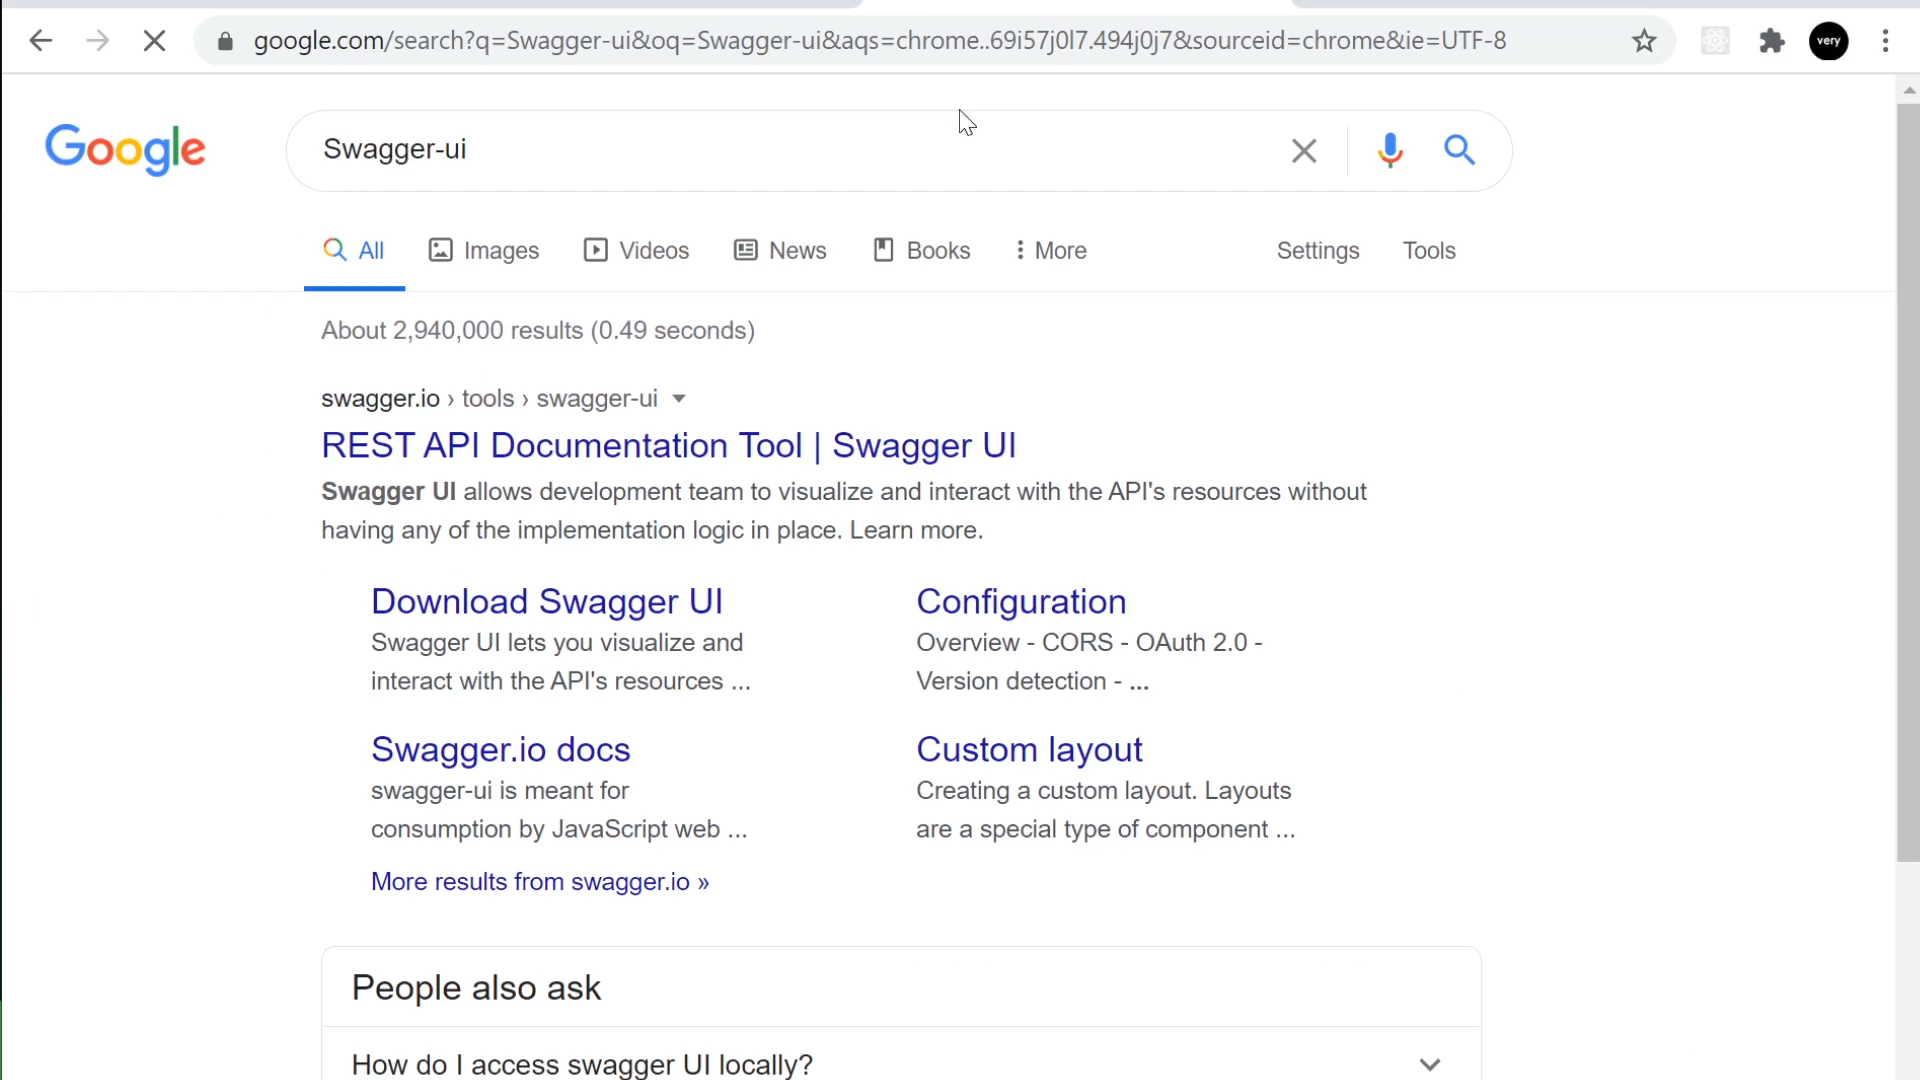 google.com/search?q=Swagger-ui&oq=Swagger-ui&aqs=chrome..69i57j0l7.494j0j7&sourceid=chrome&ie=UTF-8
very
Google
Swagger-ui
All Images Videos News Books More Settings Tools
About 2,940,000 results (0.49 seconds)
swagger.io › tools › swagger-ui
REST API Documentation Tool | Swagger UI
Swagger UI allows development team to visualize and interact with the API's resources without
having any of the implementation logic in place. Learn more.
Download Swagger UI
Swagger UI lets you visualize and
interact with the API's resources ...
Configuration
Overview - CORS - OAuth 2.0 -
Version detection - ...
Swagger.io docs
swagger-ui is meant for
consumption by JavaScript web ...
Custom layout
Creating a custom layout. Layouts
are a special type of component ...
More results from swagger.io »
People also ask
How do I access swagger UI locally?